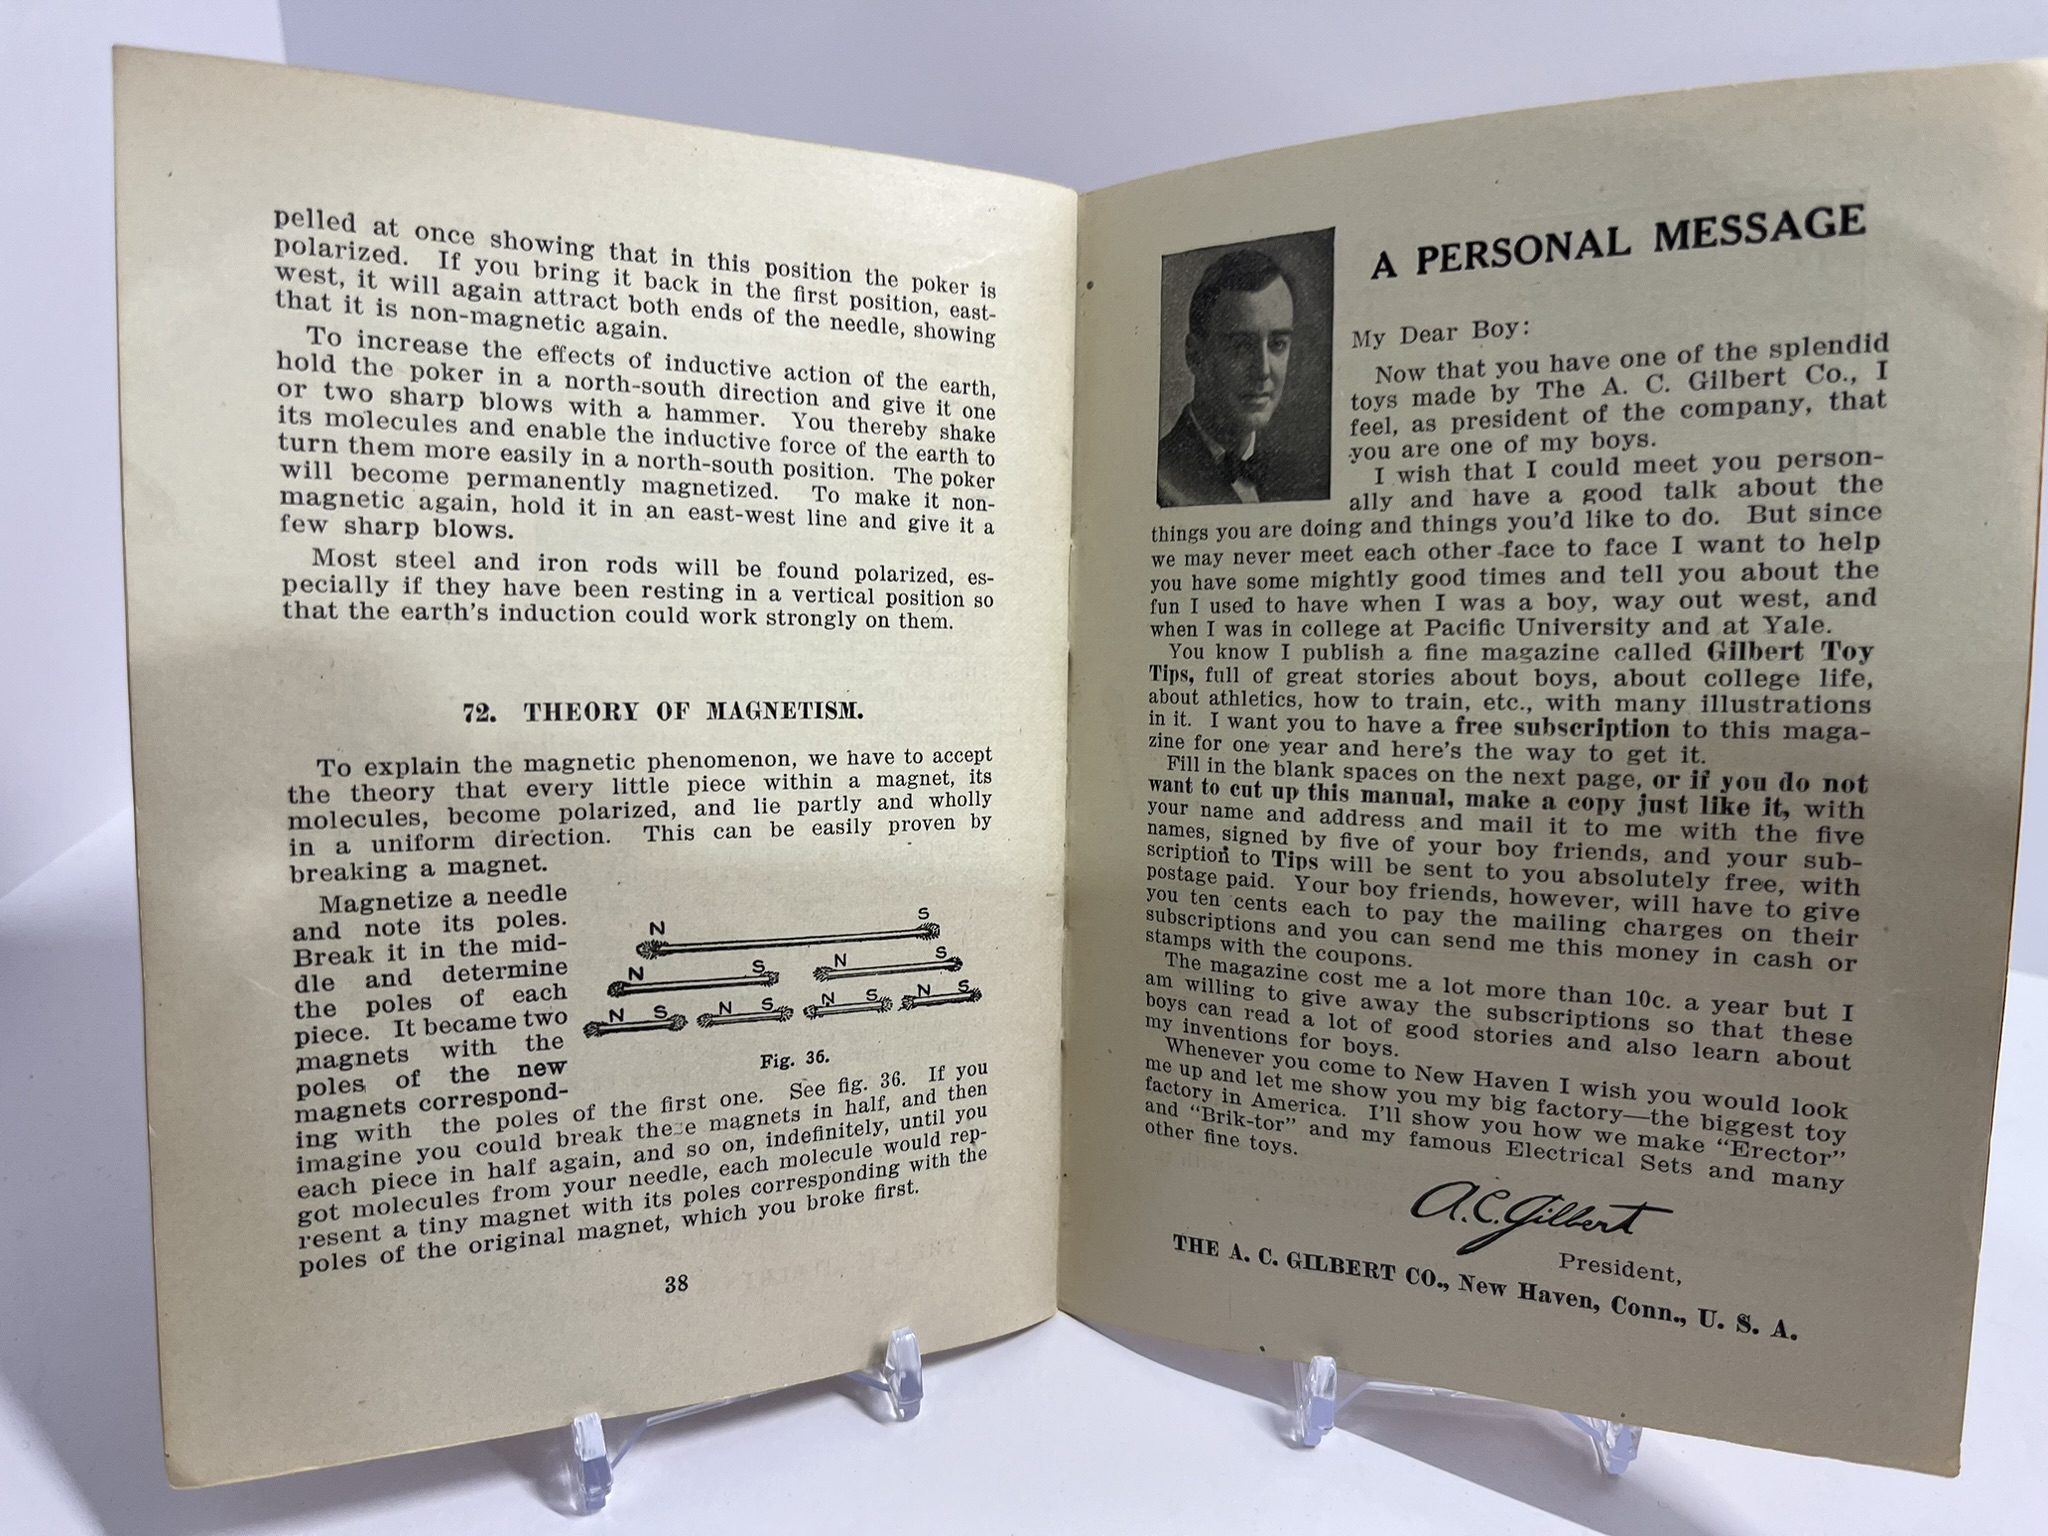 pelled at once showing that in this position the poker is
polarized. If you bring it back in the first position, east-
west, it will again attract both ends of the needle, showing
that it is non-magnetic again.
To increase the effects of inductive action of the earth,
hold the poker in a north-south direction and give it one
or two sharp blows with a hammer. You thereby shake
its molecules and enable the inductive force of the earth to
turn them more easily in a north-south position. The poker
will become permanently magnetized. To make it non-
magnetic again, hold it in an east-west line and give it a
few sharp blows.
Most steel and iron rods will be found polarized, es-
pecially if they have been resting in a vertical position so
that the earth's induction could work strongly on them.
72. THEORY OF MAGNETISM.
To explain the magnetic phenomenon, we have to accept
the theory that every little piece within a magnet, its
molecules, become polarized, and lie partly and wholly
in a uniform direction. This can be easily proven by
breaking a magnet.
Magnetize a needle
and note its poles.
Break it in the mid-
dle and determine
the poles of each
piece. It became two
magnets with the
poles of the new
magnets correspond-
N S
N S N S
N S N S N S N S
Fig. 36.
ing with the poles of the first one. See fig. 36. If you
imagine you could break these magnets in half, and then
each piece in half again, and so on, indefinitely, until you
got molecules from your needle, each molecule would rep-
resent a tiny magnet with its poles corresponding with the
poles of the original magnet, which you broke first.
38
A PERSONAL MESSAGE
My Dear Boy:
Now that you have one of the splendid
toys made by The A. C. Gilbert Co., I
feel, as president of the company, that
you are one of my boys.
I wish that I could meet you person-
ally and have a good talk about the
things you are doing and things you'd like to do. But since
we may never meet each other face to face I want to help
you have some mightly good times and tell you about the
fun I used to have when I was a boy, way out west, and
when I was in college at Pacific University and at Yale.
You know I publish a fine magazine called Gilbert Toy
Tips, full of great stories about boys, about college life,
about athletics, how to train, etc., with many illustrations
in it. I want you to have a free subscription to this maga-
zine for one year and here's the way to get it.
Fill in the blank spaces on the next page, or if you do not
want to cut up this manual, make a copy just like it, with
your name and address and mail it to me with the five
names, signed by five of your boy friends, and your sub-
scription to Tips will be sent to you absolutely free, with
postage paid. Your boy friends, however, will have to give
you ten cents each to pay the mailing charges on their
subscriptions and you can send me this money in cash or
stamps with the coupons.
The magazine cost me a lot more than 10c. a year but I
am willing to give away the subscriptions so that these
boys can read a lot of good stories and also learn about
my inventions for boys.
Whenever you come to New Haven I wish you would look
me up and let me show you my big factory—the biggest toy
factory in America. I'll show you how we make "Erector"
and "Brik-tor" and my famous Electrical Sets and many
other fine toys.
A.C. Gilbert
President,
THE A. C. GILBERT CO., New Haven, Conn., U. S. A.